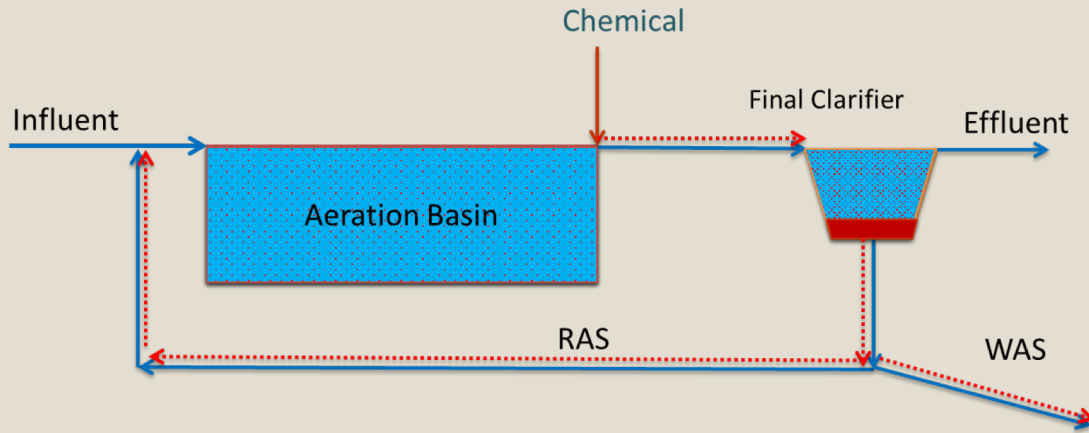 Chemical
Final Clarifier
Influent
Effluent
Aeration Basin
RAS
WAS